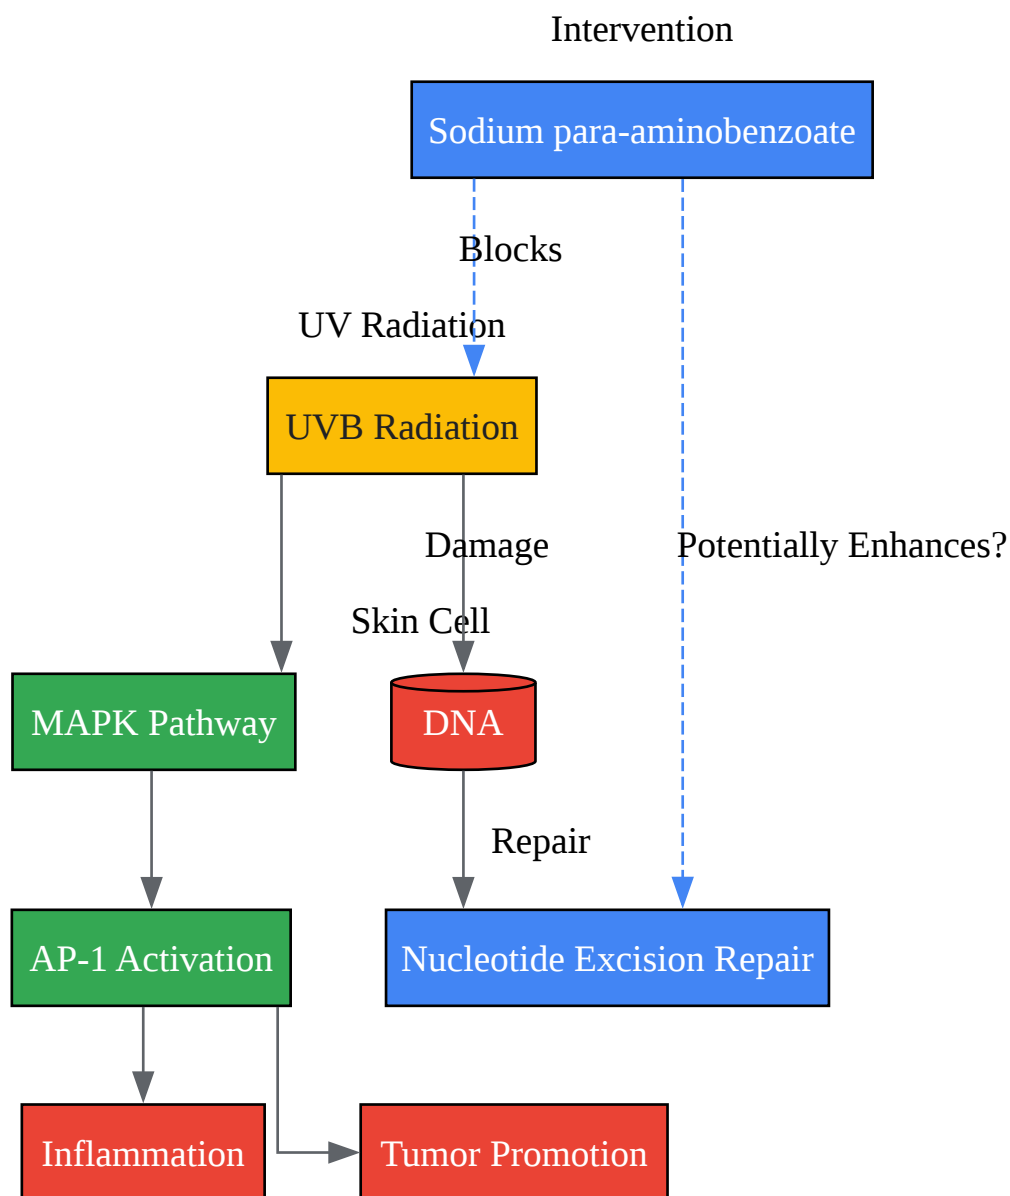 Intervention
Sodium para-aminobenzoate
Blocks
UV Radiation
UVB Radiation
Damage
Potentially Enhances?
Skin Cell
MAPK Pathway
DNA
Repair
AP-1 Activation
Nucleotide Excision Repair
Inflammation
Tumor Promotion